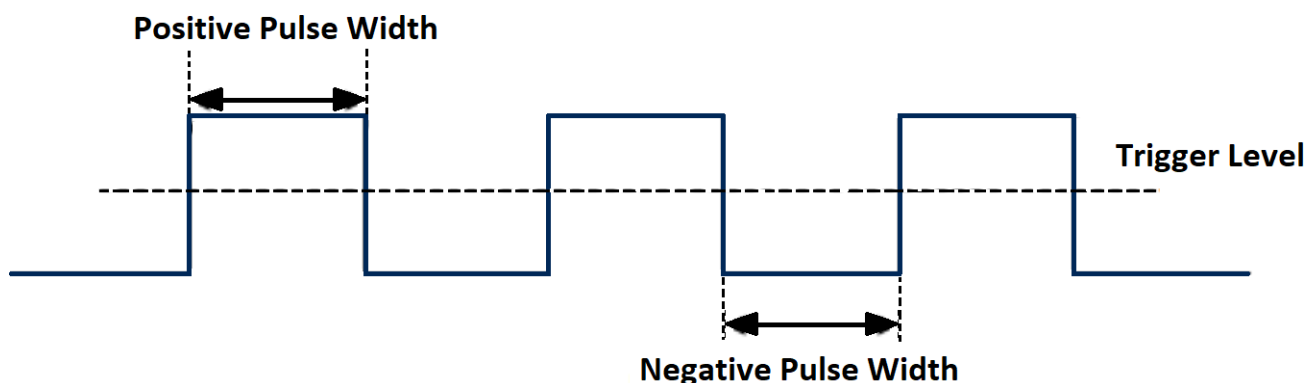 Positive Pulse Width
Trigger Level
Negative Pulse Width